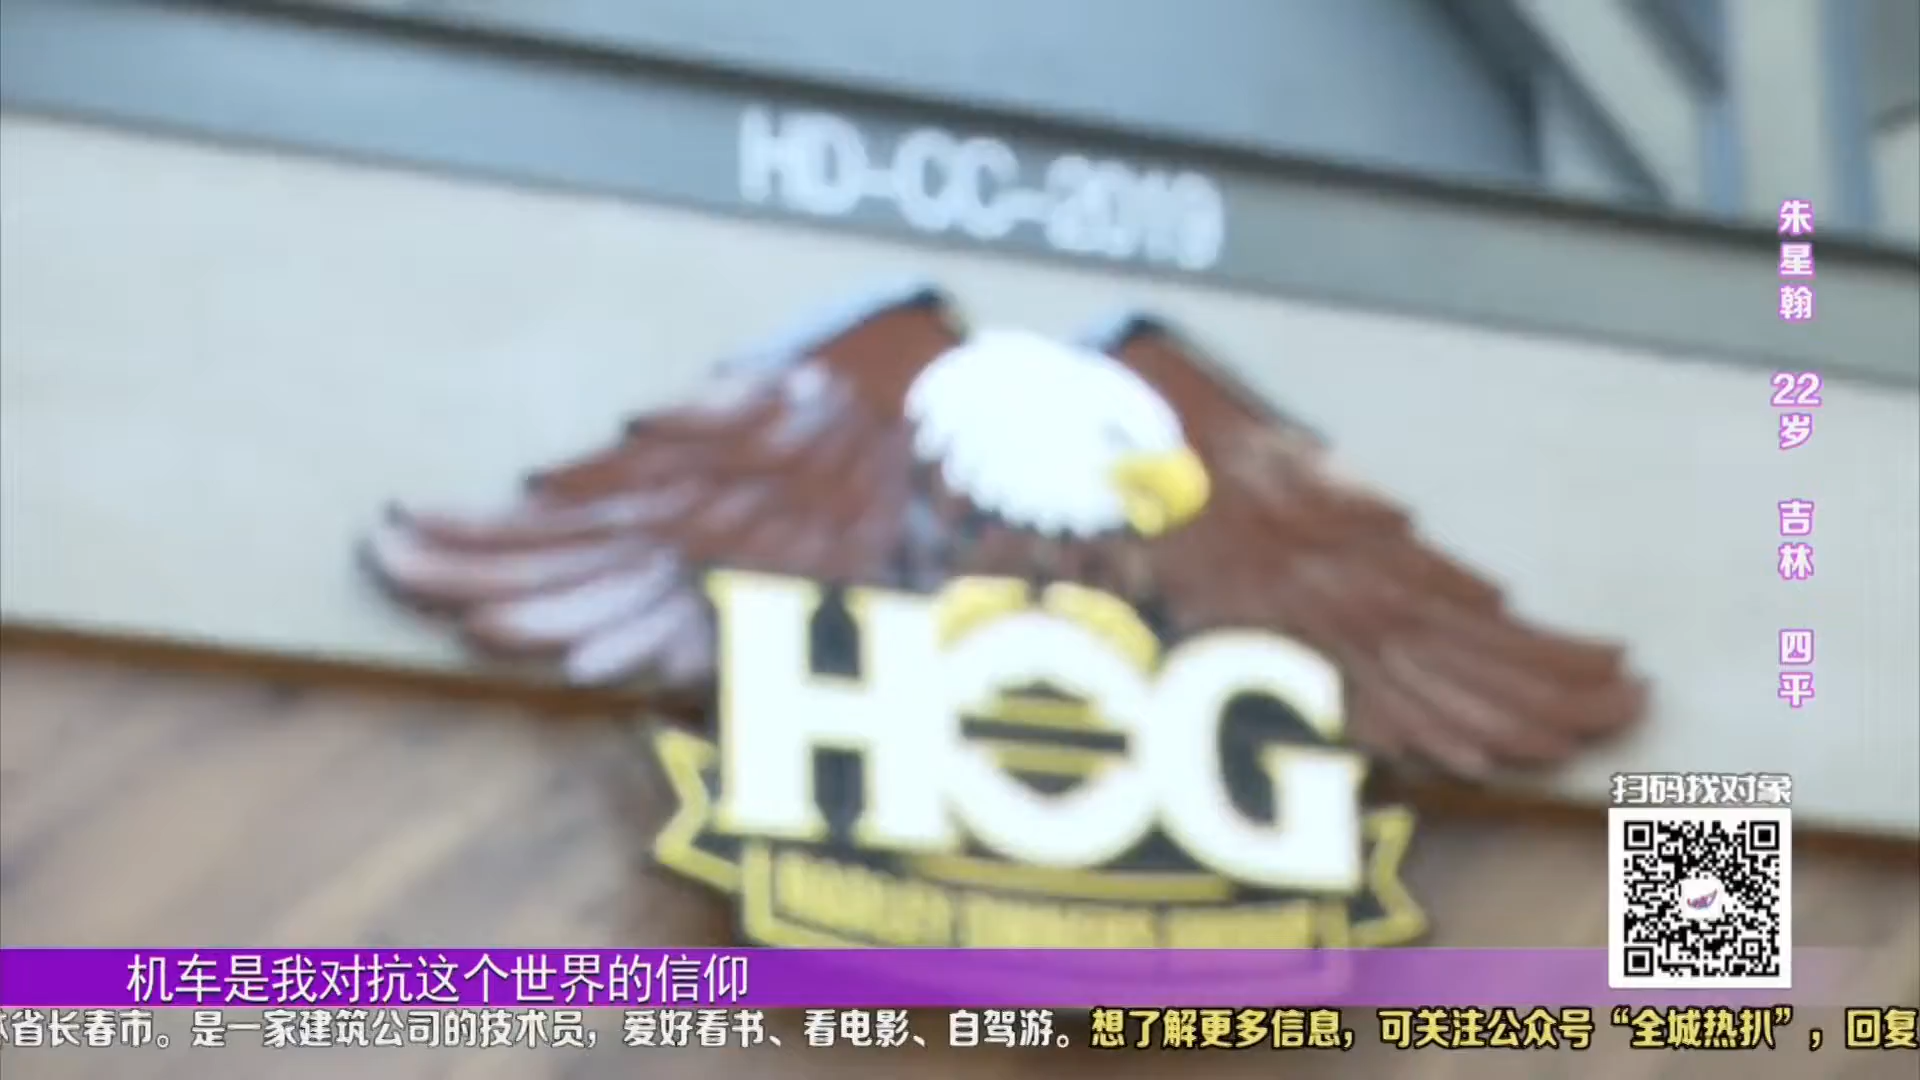 HD-CC-2019
HOG
朱星翰 22岁 吉林 四平
扫码找对象
机车是我对抗这个世界的信仰
林省长春市。是一家建筑公司的技术员，爱好看书、看电影、自驾游。想了解更多信息，可关注公众号“全城热扒”，回复